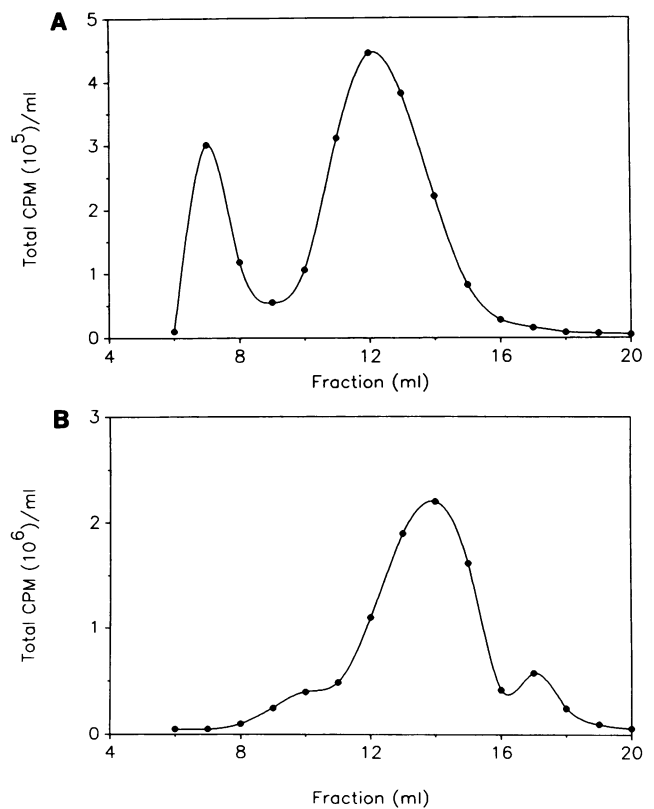 A
Total CPM (10^5)/ml
5
4
3
2
1
0
4 8 12 16 20
Fraction (ml)
B
Total CPM (10^6)/ml
3
2
1
0
4 8 12 16 20
Fraction (ml)